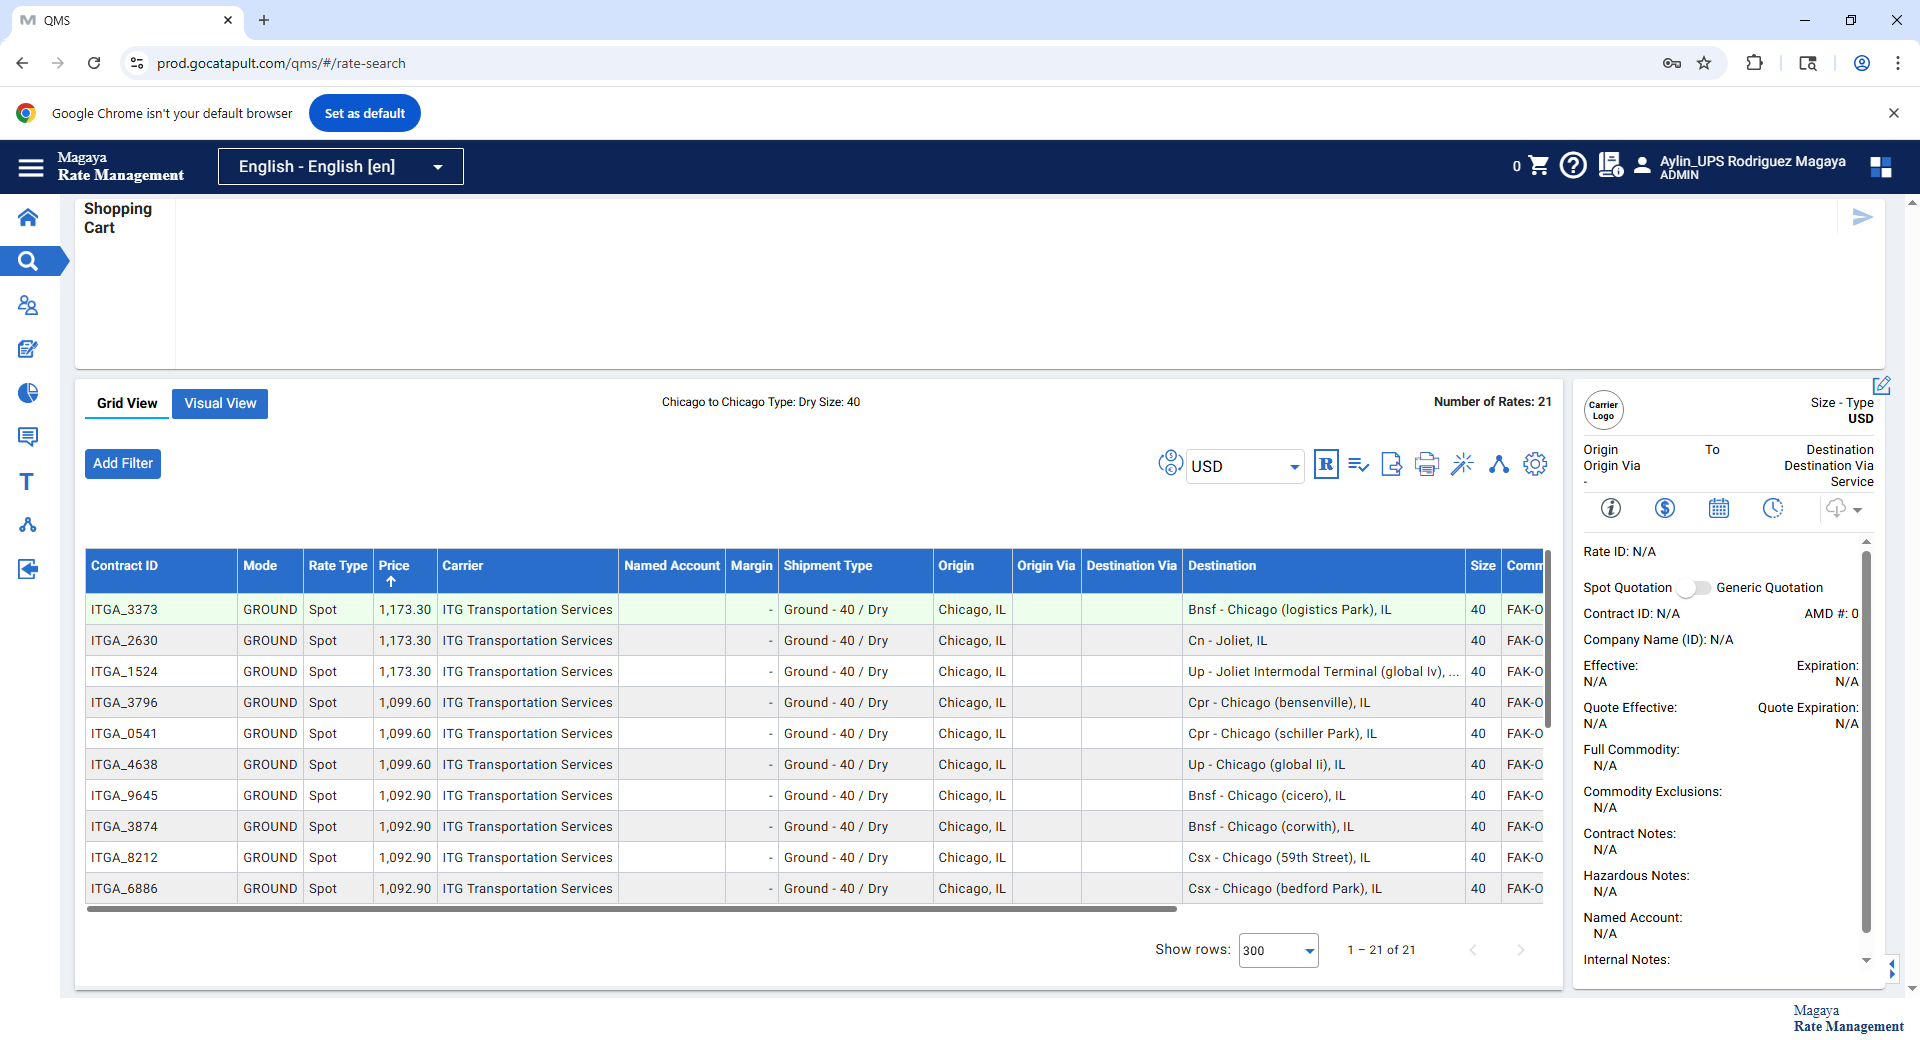 QMS
prod.gocatapult.com/qms/#/rate-search
Google Chrome isn't your default browser
Set as default
Magaya
Rate Management
English - English [en]
0
Aylin_UPS Rodriguez Magaya
ADMIN
Shopping
Cart
Grid View
Visual View
Chicago to Chicago Type: Dry Size: 40
Number of Rates: 21
Add Filter
USD
R
Contract ID Mode Rate Type Price Carrier Named Account Margin Shipment Type Origin Origin Via Destination Via Destination Size Comm
ITGA_3373 GROUND Spot 1,173.30 ITG Transportation Services - Ground - 40 / Dry Chicago, IL Bnsf - Chicago (logistics Park), IL 40 FAK-O
ITGA_2630 GROUND Spot 1,173.30 ITG Transportation Services - Ground - 40 / Dry Chicago, IL Cn - Joliet, IL 40 FAK-O
ITGA_1524 GROUND Spot 1,173.30 ITG Transportation Services - Ground - 40 / Dry Chicago, IL Up - Joliet Intermodal Terminal (global Iv), ... 40 FAK-O
ITGA_3796 GROUND Spot 1,099.60 ITG Transportation Services - Ground - 40 / Dry Chicago, IL Cpr - Chicago (bensenville), IL 40 FAK-O
ITGA_0541 GROUND Spot 1,099.60 ITG Transportation Services - Ground - 40 / Dry Chicago, IL Cpr - Chicago (schiller Park), IL 40 FAK-O
ITGA_4638 GROUND Spot 1,099.60 ITG Transportation Services - Ground - 40 / Dry Chicago, IL Up - Chicago (global Ii), IL 40 FAK-O
ITGA_9645 GROUND Spot 1,092.90 ITG Transportation Services - Ground - 40 / Dry Chicago, IL Bnsf - Chicago (cicero), IL 40 FAK-O
ITGA_3874 GROUND Spot 1,092.90 ITG Transportation Services - Ground - 40 / Dry Chicago, IL Bnsf - Chicago (corwith), IL 40 FAK-O
ITGA_8212 GROUND Spot 1,092.90 ITG Transportation Services - Ground - 40 / Dry Chicago, IL Csx - Chicago (59th Street), IL 40 FAK-O
ITGA_6886 GROUND Spot 1,092.90 ITG Transportation Services - Ground - 40 / Dry Chicago, IL Csx - Chicago (bedford Park), IL 40 FAK-O
Show rows: 300 1 – 21 of 21
Carrier
Logo
Size - Type
USD
Origin To Destination
Origin Via Destination Via
- Service
Rate ID: N/A
Spot Quotation Generic Quotation
Contract ID: N/A AMD #: 0
Company Name (ID): N/A
Effective: Expiration:
N/A N/A
Quote Effective: Quote Expiration:
N/A N/A
Full Commodity:
N/A
Commodity Exclusions:
N/A
Contract Notes:
N/A
Hazardous Notes:
N/A
Named Account:
N/A
Internal Notes:
Magaya
Rate Management